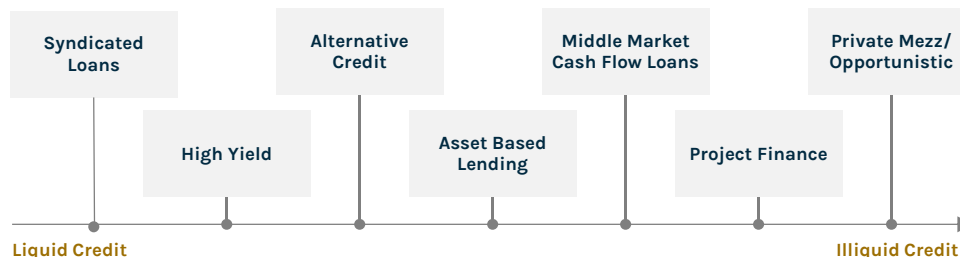 Syndicated
Loans
Alternative
Credit
Middle Market
Cash Flow Loans
Private Mezz/
Opportunistic
High Yield
Asset Based
Lending
Project Finance
Liquid Credit
Illiquid Credit